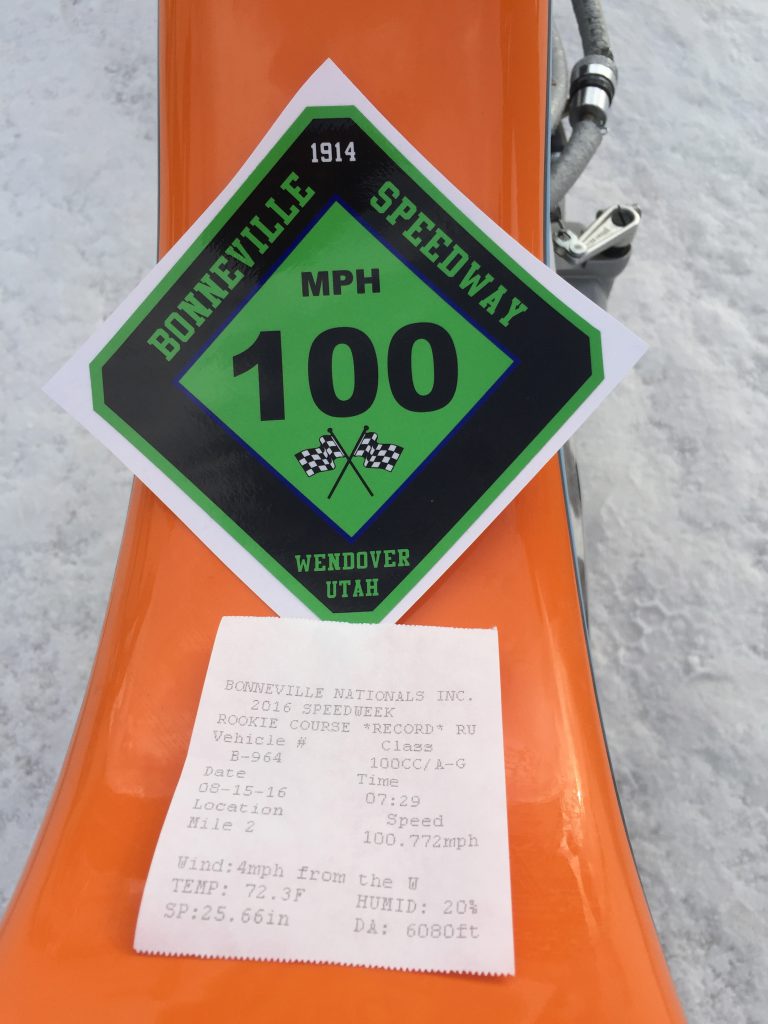 1914
BONNEVILLE SPEEDWAY
MPH
100
WENDOVER
UTAH
BONNEVILLE NATIONALS INC.
2016 SPEEDWEEK
ROOKIE COURSE *RECORD* RU
Vehicle # Class
B-964 100CC/A-G
Date Time
08-15-16 07:29
Location Speed
Mile 2 100.772mph
Wind:4mph from the W
TEMP: 72.3F HUMID: 20%
SP:25.66in DA: 6080ft